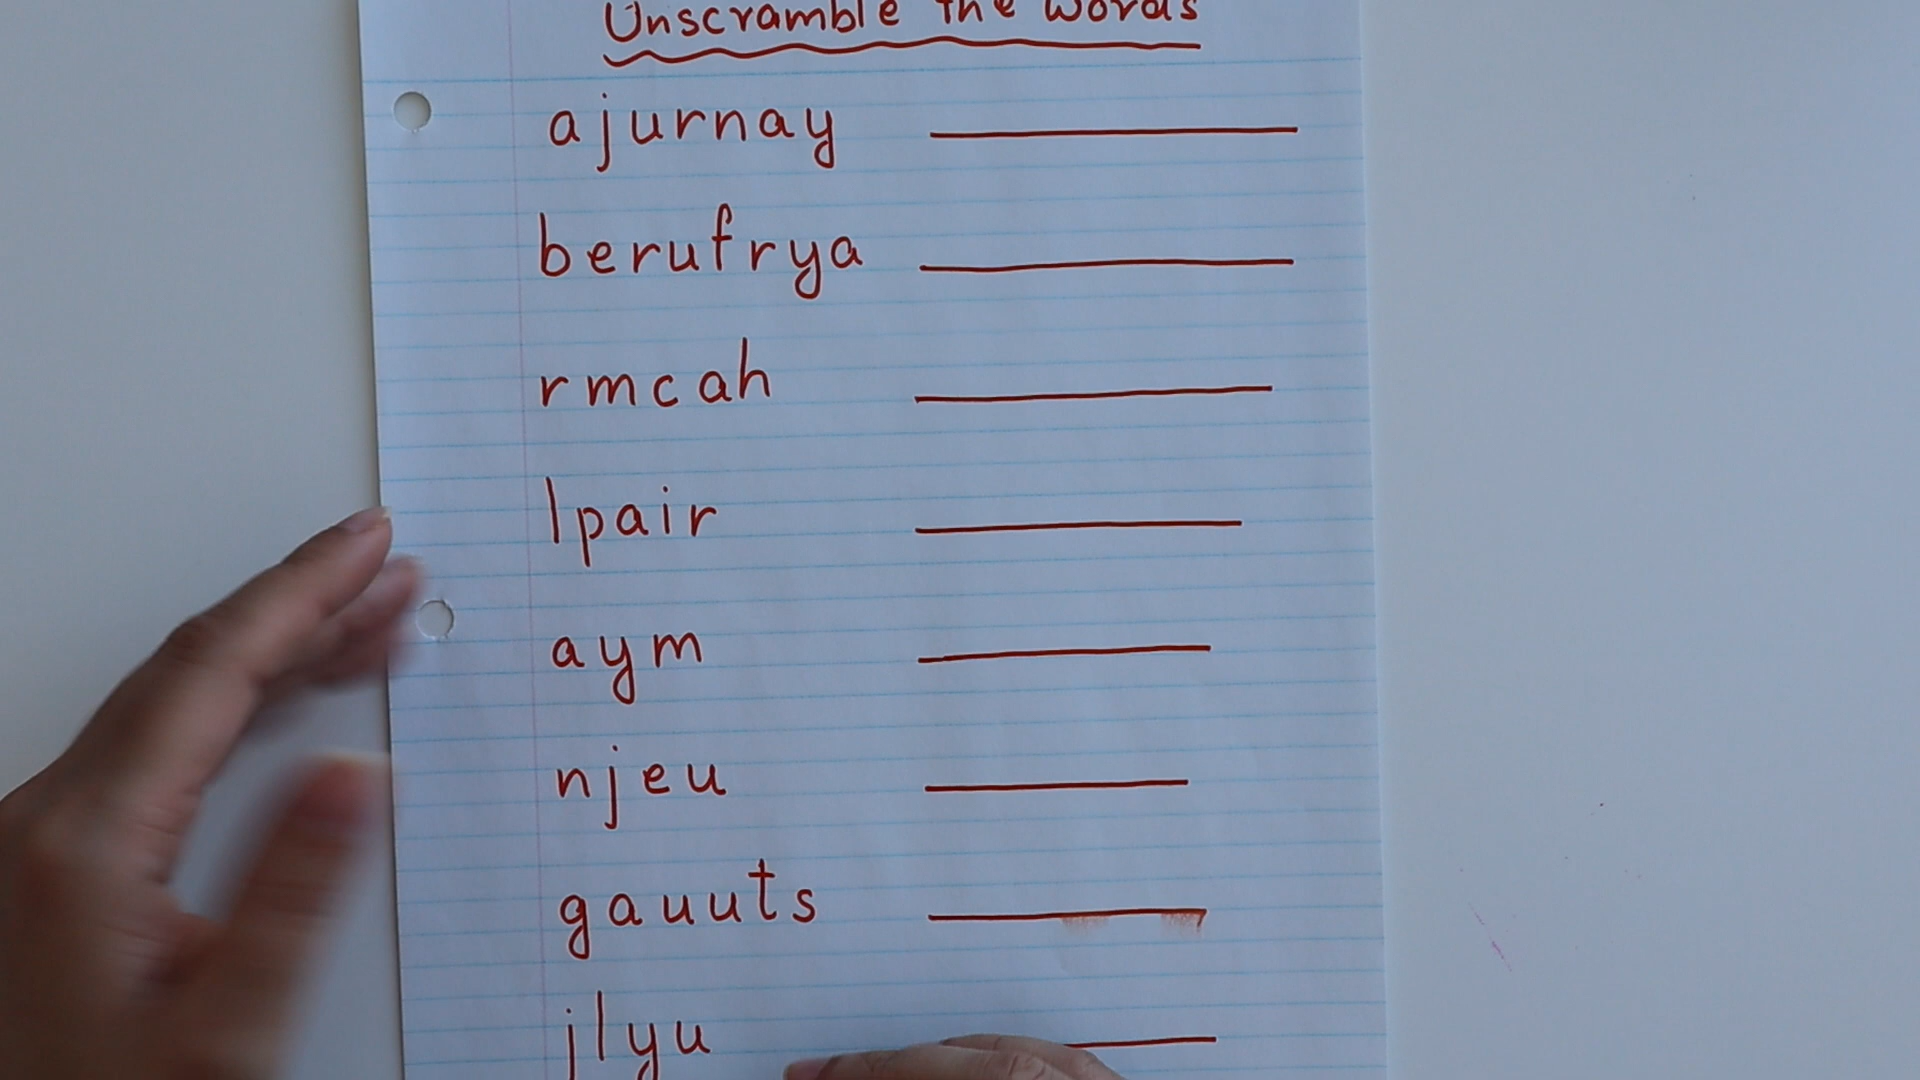 Unscramble the words
ajurnay
berufrya
rmcah
lpair
aym
njeu
gauuts
jlyu